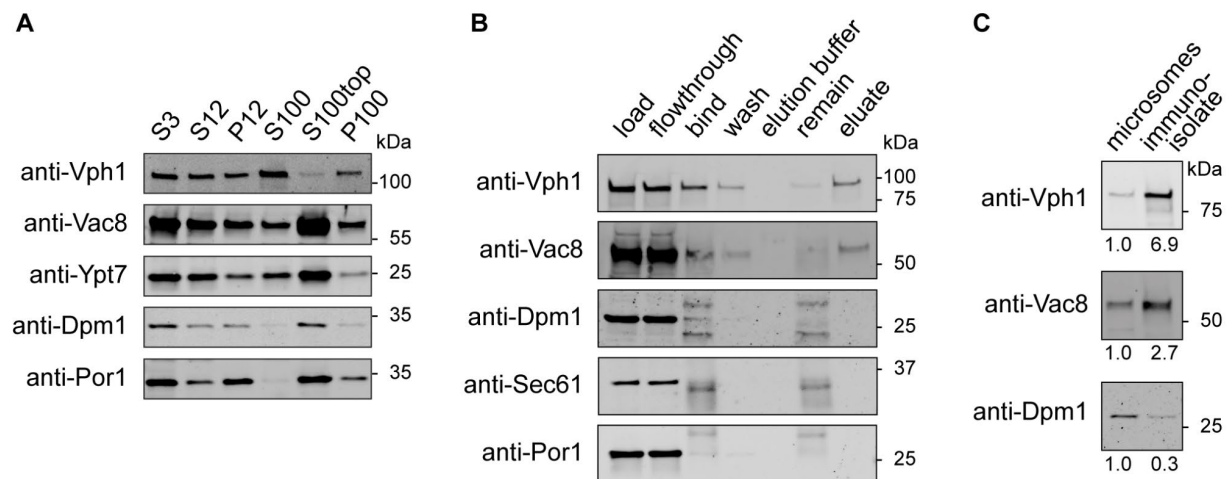 A
S3 S12 P12 S100 S100top P100
kDa
anti-Vph1
100
anti-Vac8
55
anti-Ypt7
25
anti-Dpm1
35
anti-Por1
35
B
load flowthrough bind wash elution buffer remain eluate
kDa
anti-Vph1
100
75
anti-Vac8
50
anti-Dpm1
25
anti-Sec61
37
anti-Por1
25
C
microsomes immuno-
isolate
kDa
anti-Vph1
75
1.0 6.9
anti-Vac8
50
1.0 2.7
anti-Dpm1
25
1.0 0.3